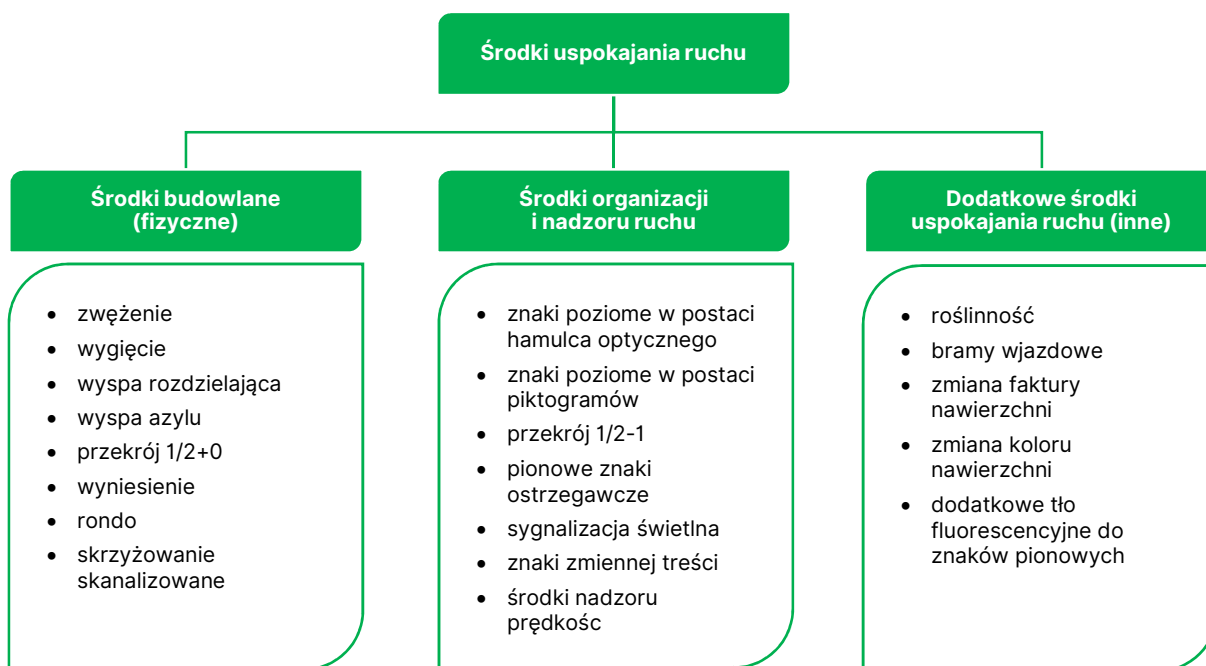 Środki uspokajania ruchu
Środki budowlane
(fizyczne)
• zwężenie
• wygięcie
• wyspa rozdzielająca
• wyspa azylu
• przekrój 1/2+0
• wyniesienie
• rondo
• skrzyżowanie
skanalizowane
Środki organizacji
i nadzoru ruchu
• znaki poziome w postaci
hamulca optycznego
• znaki poziome w postaci
piktogramów
• przekrój 1/2-1
• pionowe znaki
ostrzegawcze
• sygnalizacja świetlna
• znaki zmiennej treści
• środki nadzoru
prędkośc
Dodatkowe środki
uspokajania ruchu (inne)
• roślinność
• bramy wjazdowe
• zmiana faktury
nawierzchni
• zmiana koloru
nawierzchni
• dodatkowe tło
fluorescencyjne do
znaków pionowych